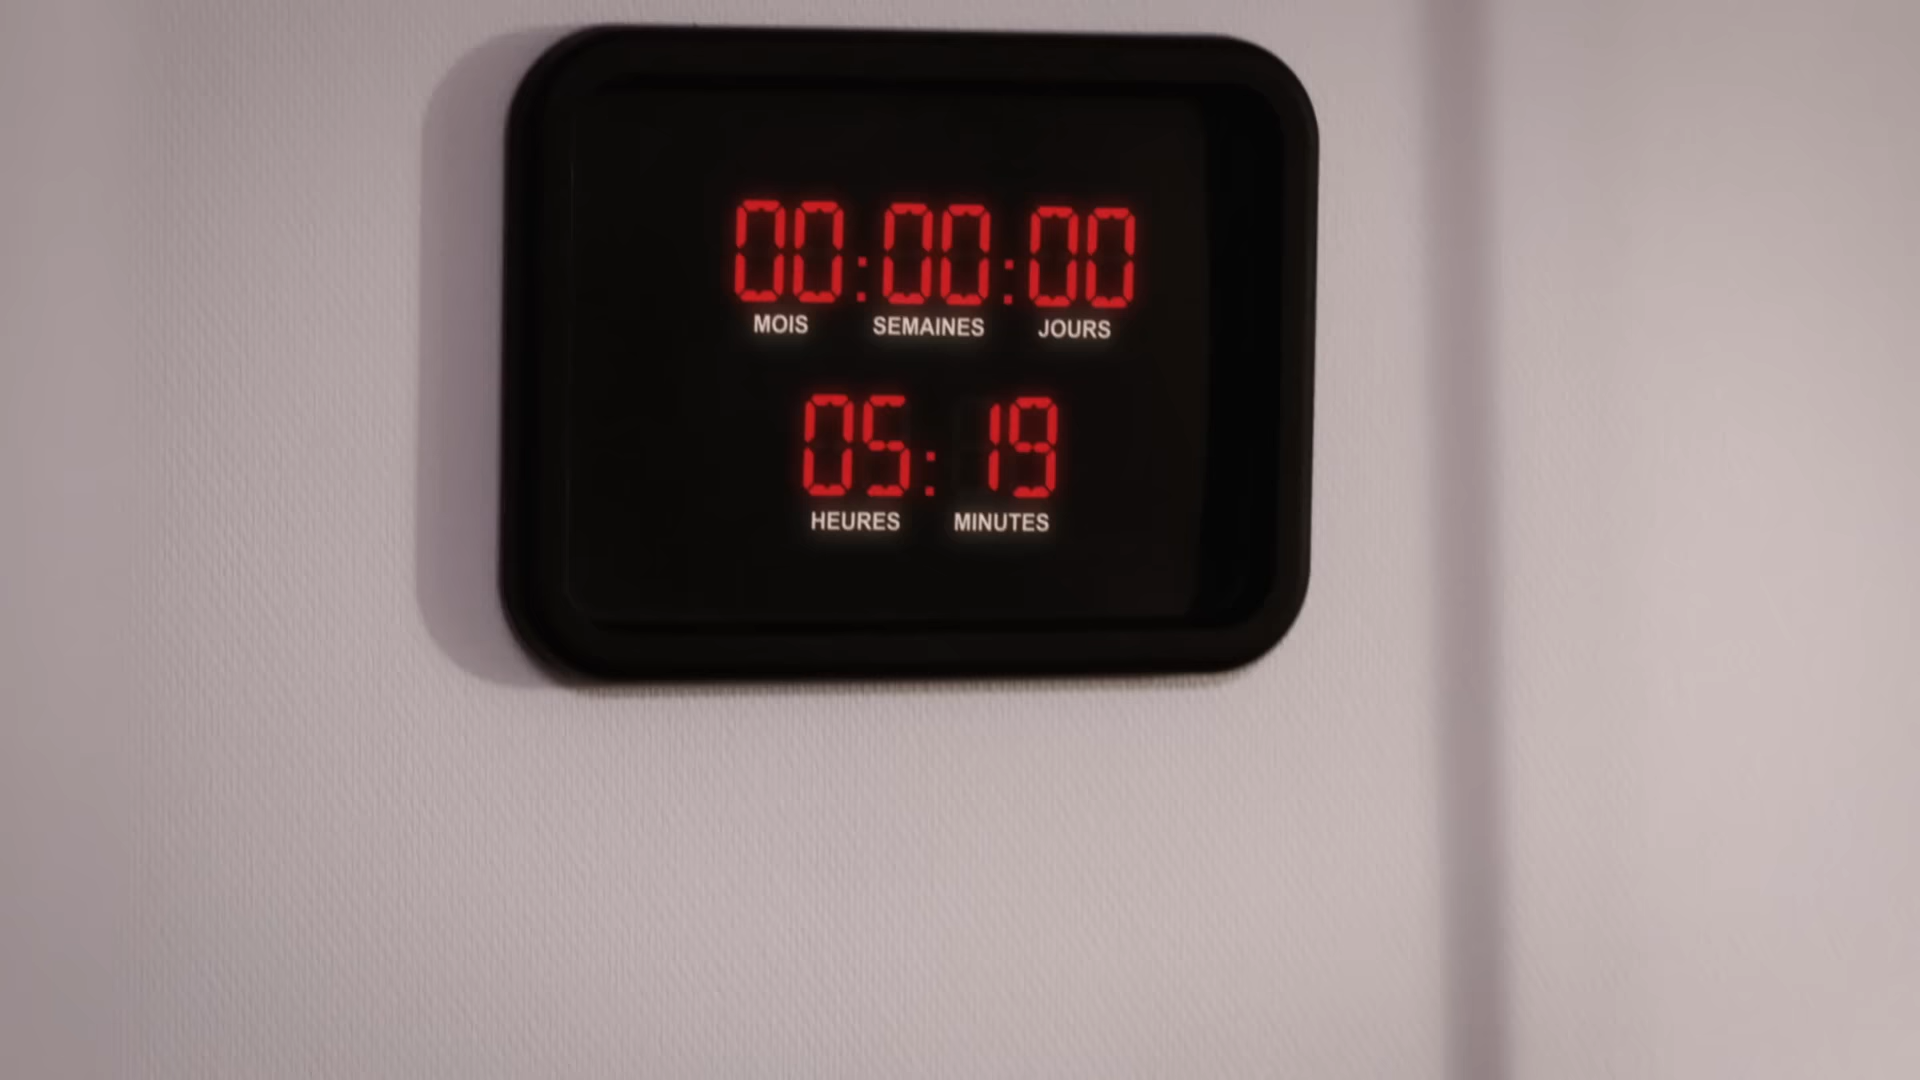 00:00:00
MOIS SEMAINES JOURS
05:19
HEURES MINUTES